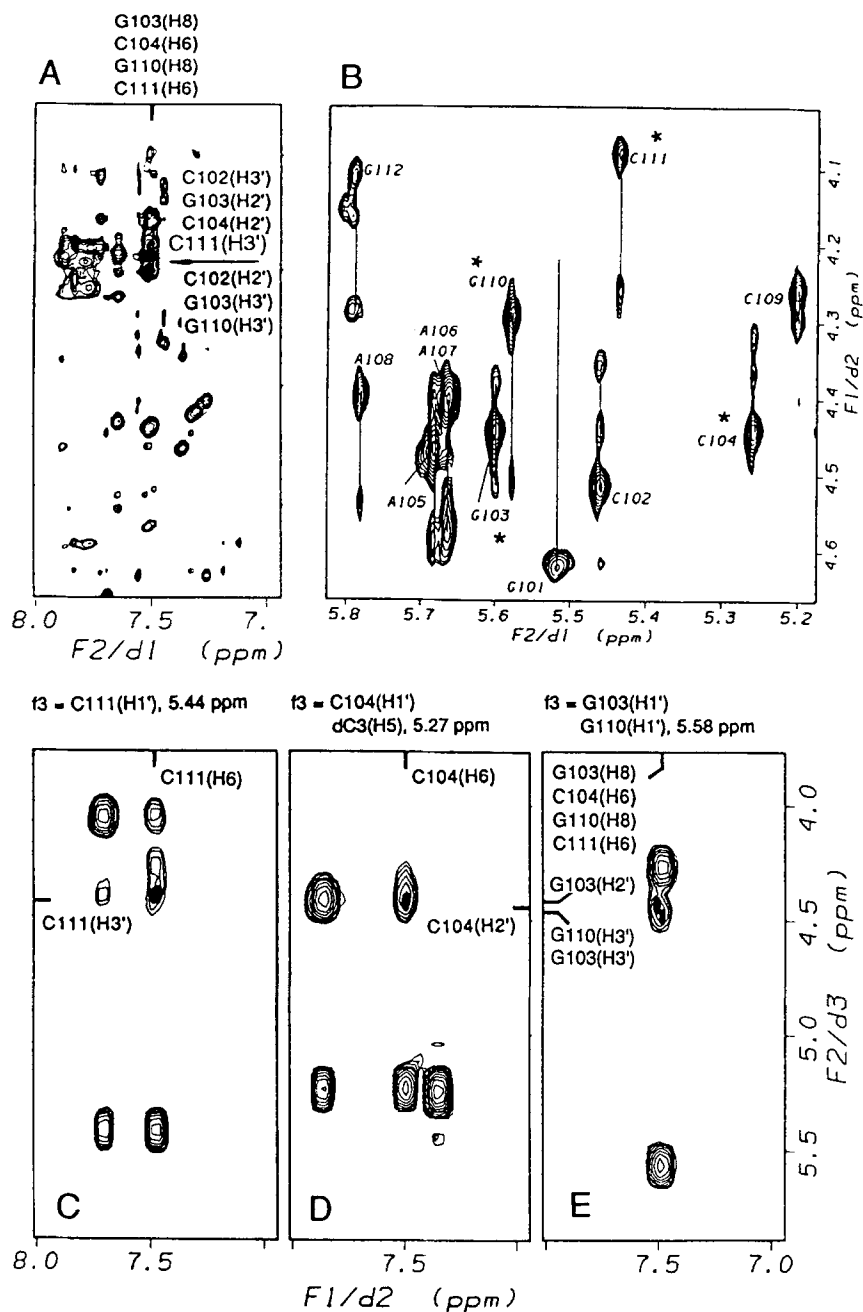 G103(H8)
C104(H6)
G110(H8)
C111(H6)
A
B
C102(H3')
G103(H2')
C104(H2')
C111(H3')
C102(H2')
G103(H3')
G110(H3')
8.0 7.5 7.
F2/d1 (ppm)
G112
*
C111
*
G110
C109
A106
A107
A108
*
C104
A105
G103
C102
*
G101
4.1
4.2
4.3
4.4
4.5
4.6
F1/d2 (ppm)
5.8 5.7 5.6 5.5 5.4 5.3 5.2
F2/d1 (ppm)
f3 = C111(H1'), 5.44 ppm
f3 = C104(H1')
dC3(H5), 5.27 ppm
f3 = G103(H1')
G110(H1'), 5.58 ppm
C111(H6)
C111(H3')
C
C104(H6)
C104(H2')
D
G103(H8)
C104(H6)
G110(H8)
C111(H6)
G103(H2')
G110(H3')
G103(H3')
E
4.0
4.5
5.0
5.5
F2/d3 (ppm)
8.0 7.5 7.5 7.5 7.0
F1/d2 (ppm)